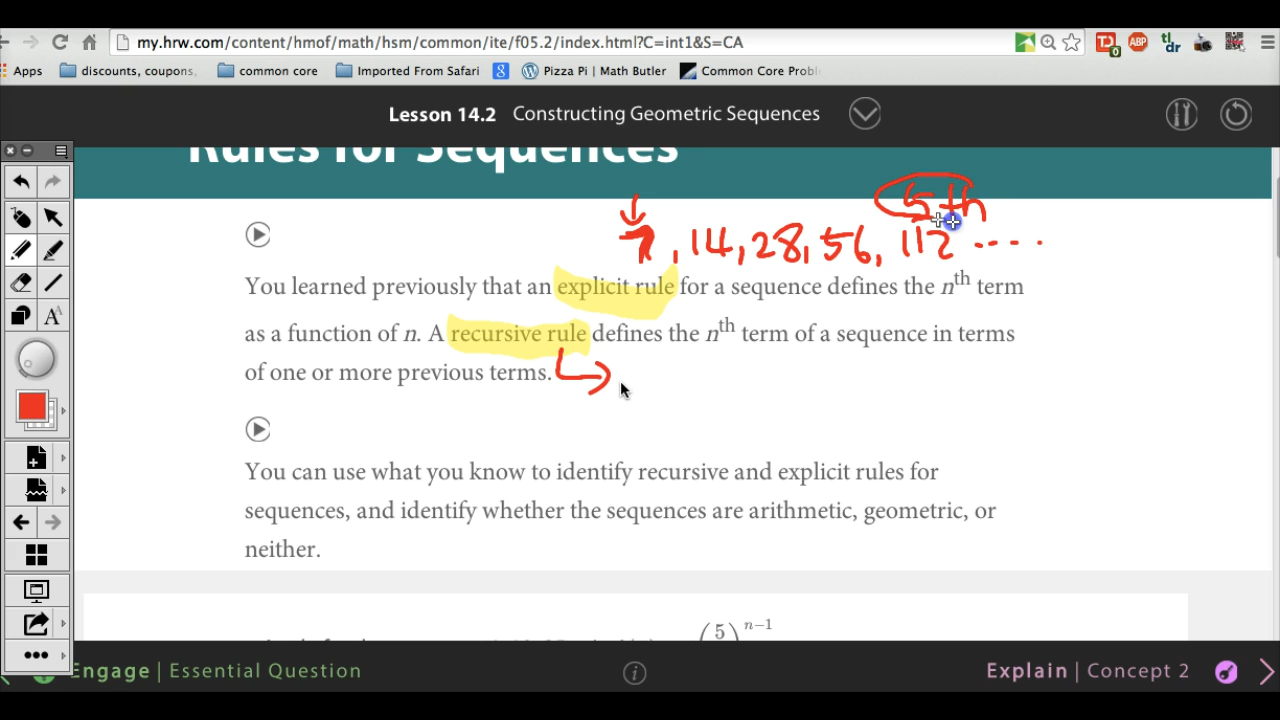 my.hrw.com/content/hmof/math/hsm/common/ite/f05.2/index.html?C=int1&S=CA
Apps discounts, coupons, common core Imported From Safari Pizza Pi | Math Butler Common Core Probl
Lesson 14.2 Constructing Geometric Sequences
Rules for Sequences
5th
7, 14, 28, 56, 112 ....
You learned previously that an explicit rule for a sequence defines the nth term
as a function of n. A recursive rule defines the nth term of a sequence in terms
of one or more previous terms.
You can use what you know to identify recursive and explicit rules for
sequences, and identify whether the sequences are arithmetic, geometric, or
neither.
(5)n−1
Engage | Essential Question Explain | Concept 2